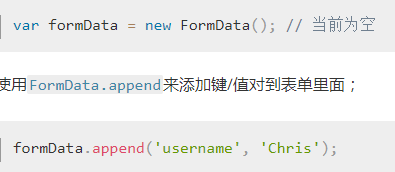 var formData = new FormData(); // 当前为空
使用FormData.append来添加键/值对到表单里面；
formData.append('username', 'Chris');